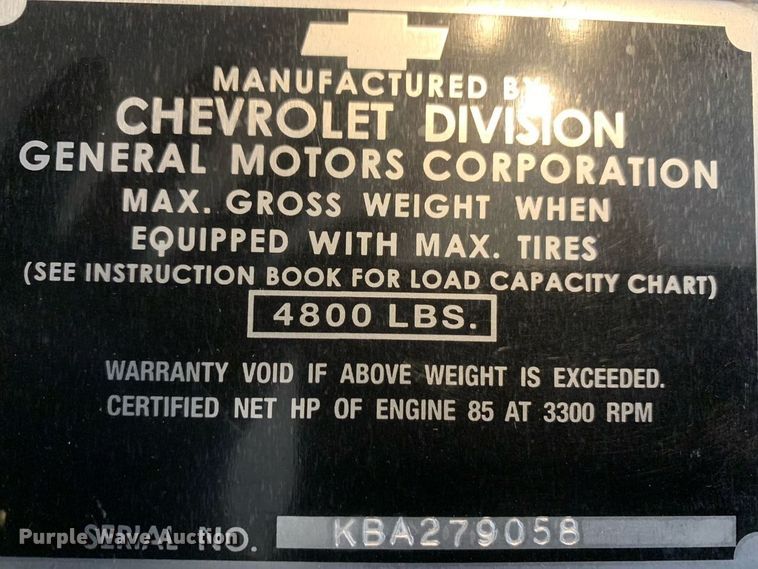 MANUFACTURED BY
CHEVROLET DIVISION
GENERAL MOTORS CORPORATION
MAX. GROSS WEIGHT WHEN
EQUIPPED WITH MAX. TIRES
(SEE INSTRUCTION BOOK FOR LOAD CAPACITY CHART)
4800 LBS.
WARRANTY VOID IF ABOVE WEIGHT IS EXCEEDED.
CERTIFIED NET HP OF ENGINE 85 AT 3300 RPM
SERIAL NO. KBA279058
Purple Wave Auction